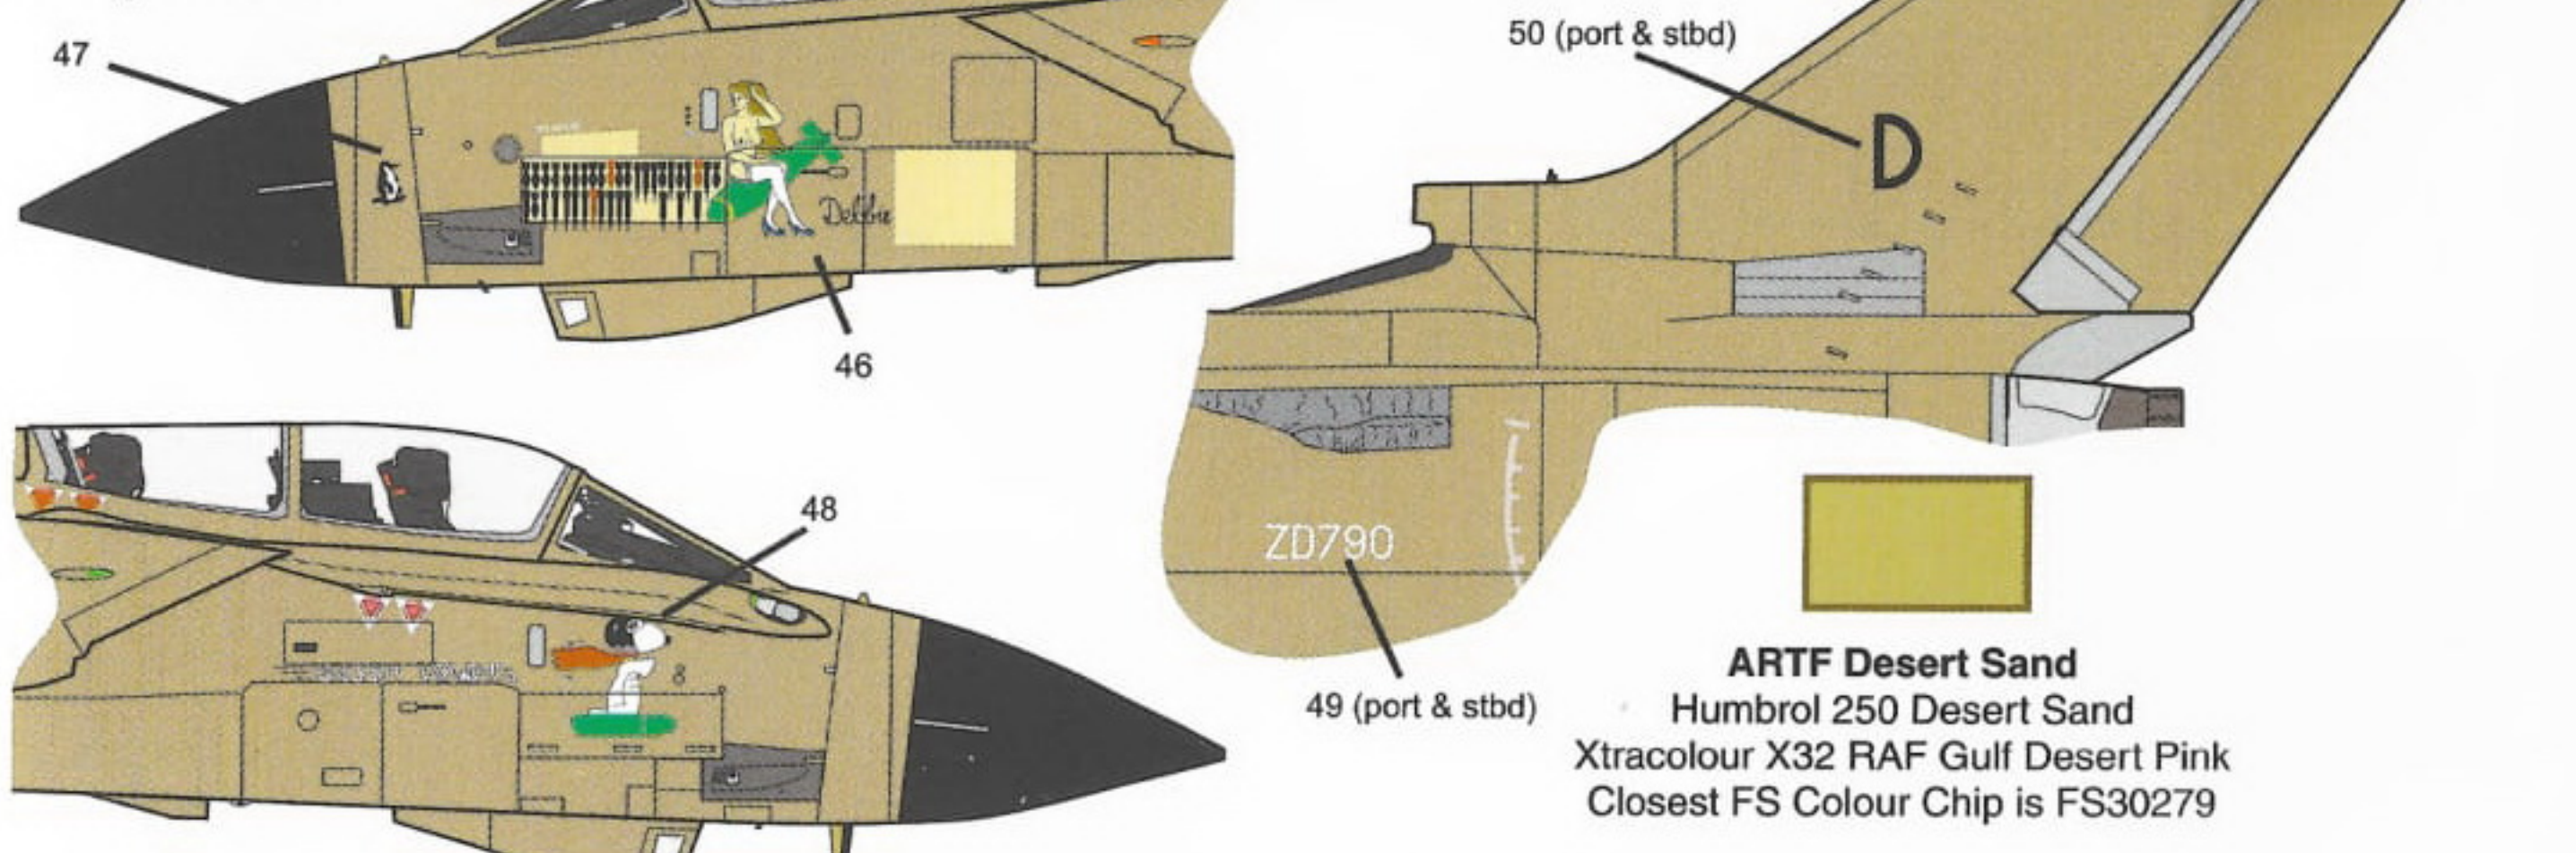 47
50 (port & stbd)
D
Debbie
46
48
ZD790
49 (port & stbd)
ARTF Desert Sand
Humbrol 250 Desert Sand
Xtracolour X32 RAF Gulf Desert Pink
Closest FS Colour Chip is FS30279